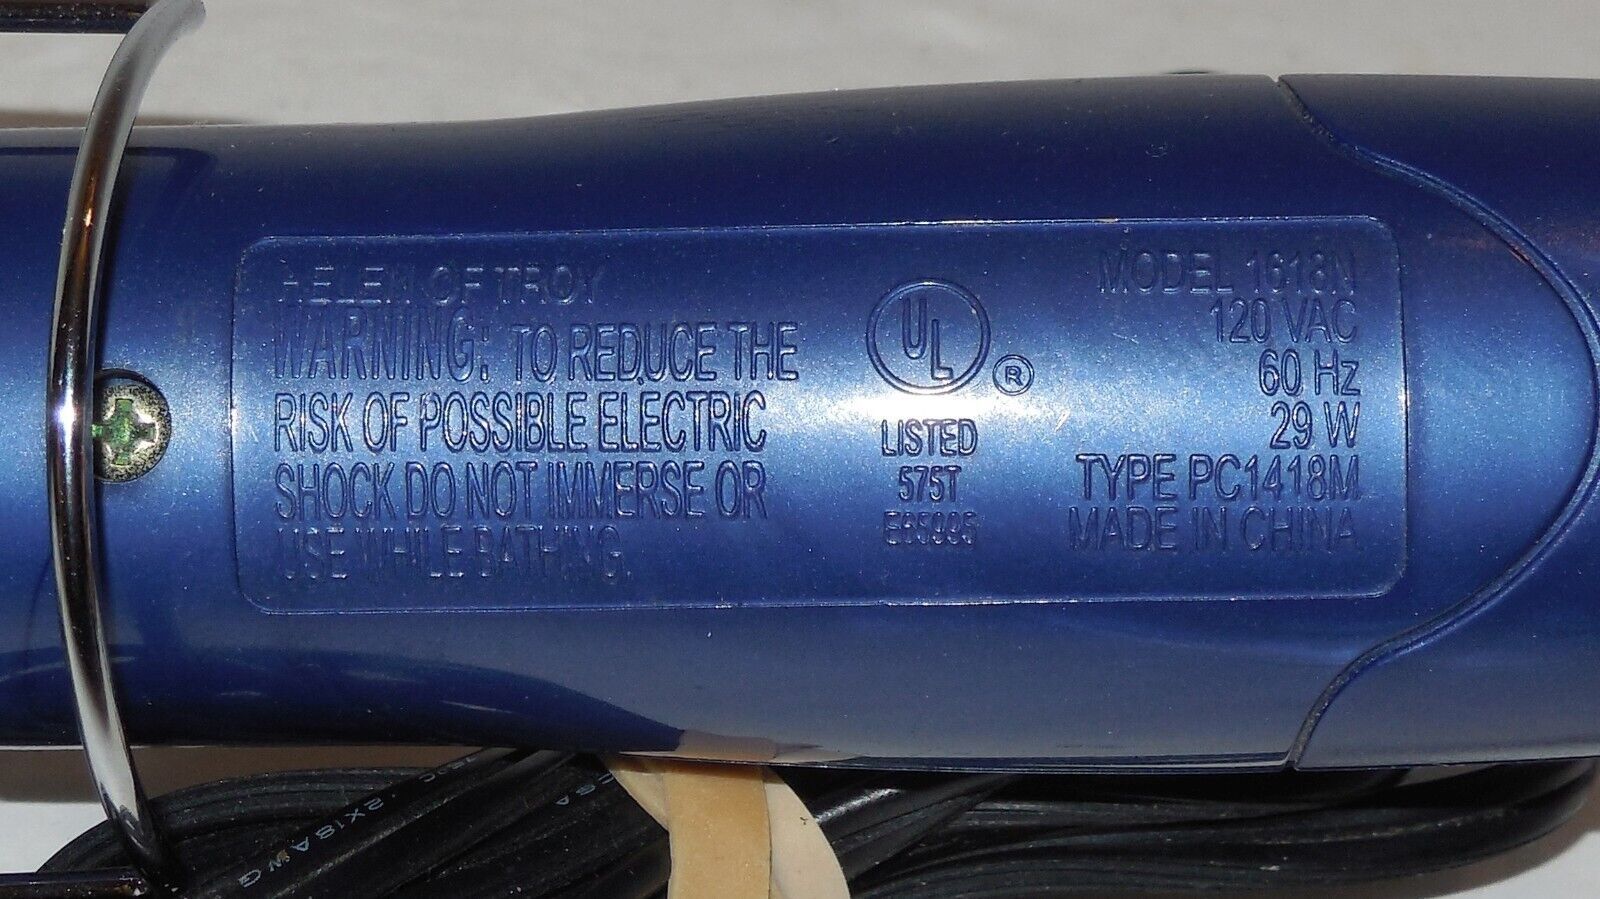 HELEN OF TROY
WARNING: TO REDUCE THE
RISK OF POSSIBLE ELECTRIC
SHOCK DO NOT IMMERSE OR
USE WHILE BATHING.
UL ®
LISTED
575T
E65995
MODEL 1618N
120 VAC
60 Hz
29 W
TYPE PC1418M
MADE IN CHINA
2X18AWG